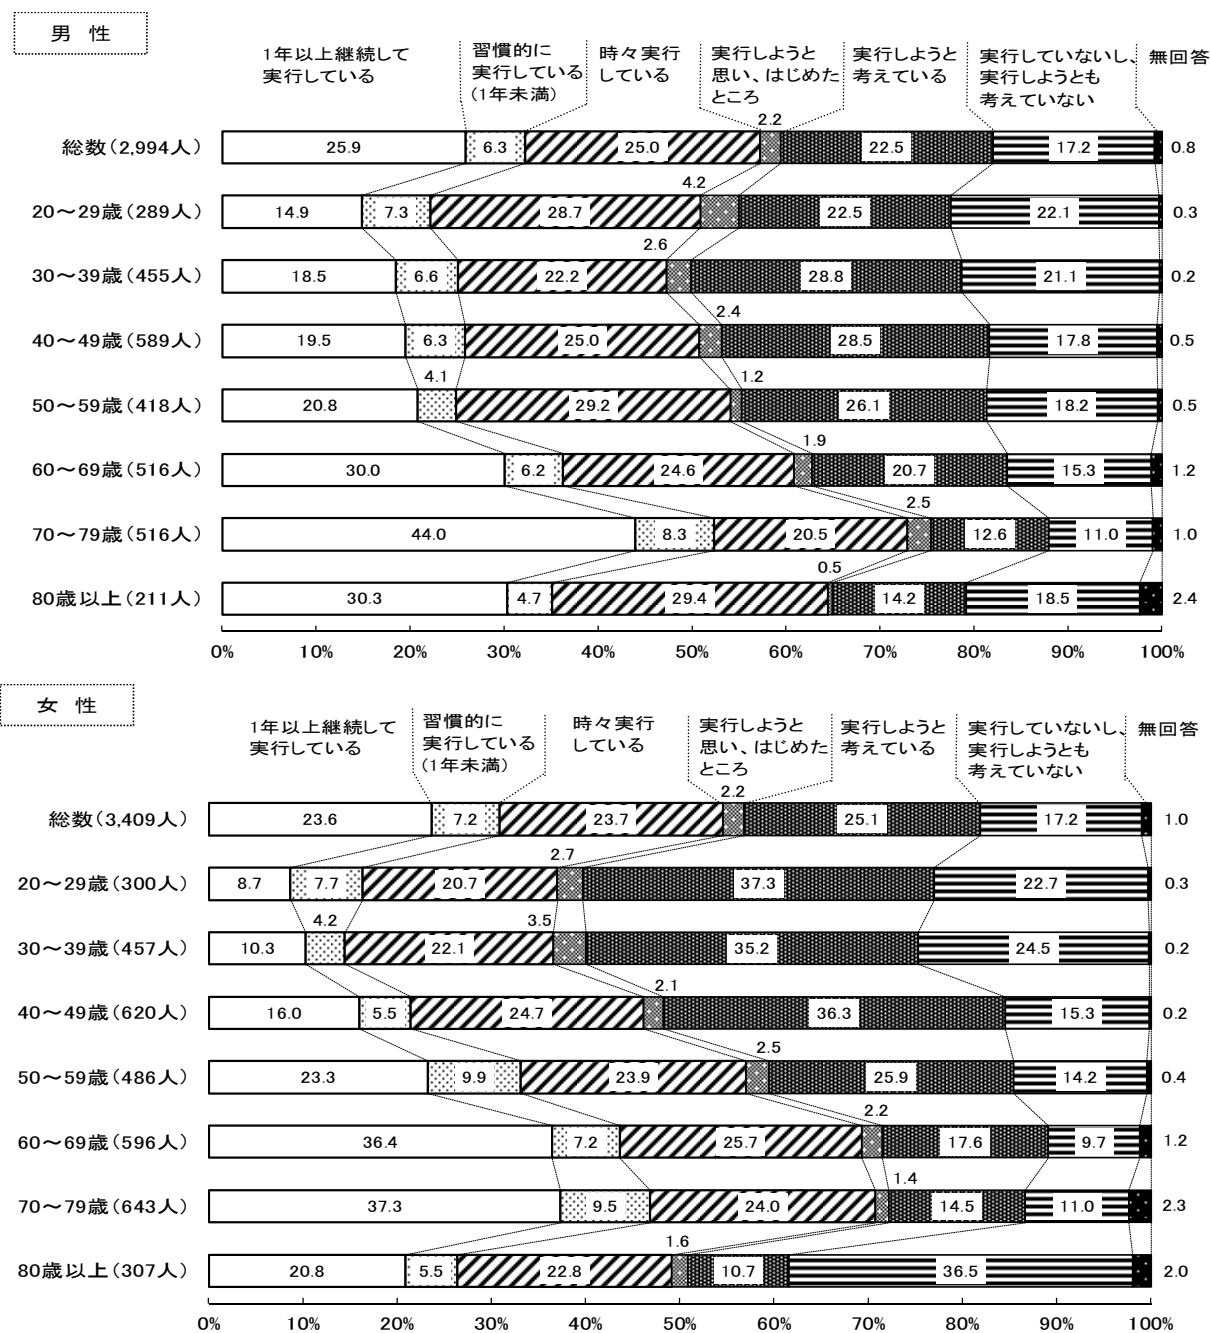 男 性
1年以上継続して
実行している
習慣的に
実行している
(1年未満)
時々実行
している
実行しようと
思い、はじめた
ところ
実行しようと
考えている
実行していないし、
実行しようとも
考えていない
無回答
2.2
総数(2,994人) 25.9 6.3 25.0 22.5 17.2 0.8
4.2
20～29歳(289人) 14.9 7.3 28.7 22.5 22.1 0.3
2.6
30～39歳(455人) 18.5 6.6 22.2 28.8 21.1 0.2
2.4
40～49歳(589人) 19.5 6.3 25.0 28.5 17.8 0.5
4.1 1.2
50～59歳(418人) 20.8 29.2 26.1 18.2 0.5
1.9
60～69歳(516人) 30.0 6.2 24.6 20.7 15.3 1.2
2.5
70～79歳(516人) 44.0 8.3 20.5 12.6 11.0 1.0
0.5
80歳以上(211人) 30.3 4.7 29.4 14.2 18.5 2.4
0% 10% 20% 30% 40% 50% 60% 70% 80% 90% 100%
女 性
1年以上継続して
実行している
習慣的に
実行している
(1年未満)
時々実行
している
実行しようと
思い、はじめた
ところ
実行しようと
考えている
実行していないし、
実行しようとも
考えていない
無回答
2.2
総数(3,409人) 23.6 7.2 23.7 25.1 17.2 1.0
2.7
20～29歳(300人) 8.7 7.7 20.7 37.3 22.7 0.3
4.2 3.5
30～39歳(457人) 10.3 22.1 35.2 24.5 0.2
2.1
40～49歳(620人) 16.0 5.5 24.7 36.3 15.3 0.2
2.5
50～59歳(486人) 23.3 9.9 23.9 25.9 14.2 0.4
2.2
60～69歳(596人) 36.4 7.2 25.7 17.6 9.7 1.2
1.4
70～79歳(643人) 37.3 9.5 24.0 14.5 11.0 2.3
1.6
80歳以上(307人) 20.8 5.5 22.8 10.7 36.5 2.0
0% 10% 20% 30% 40% 50% 60% 70% 80% 90% 100%